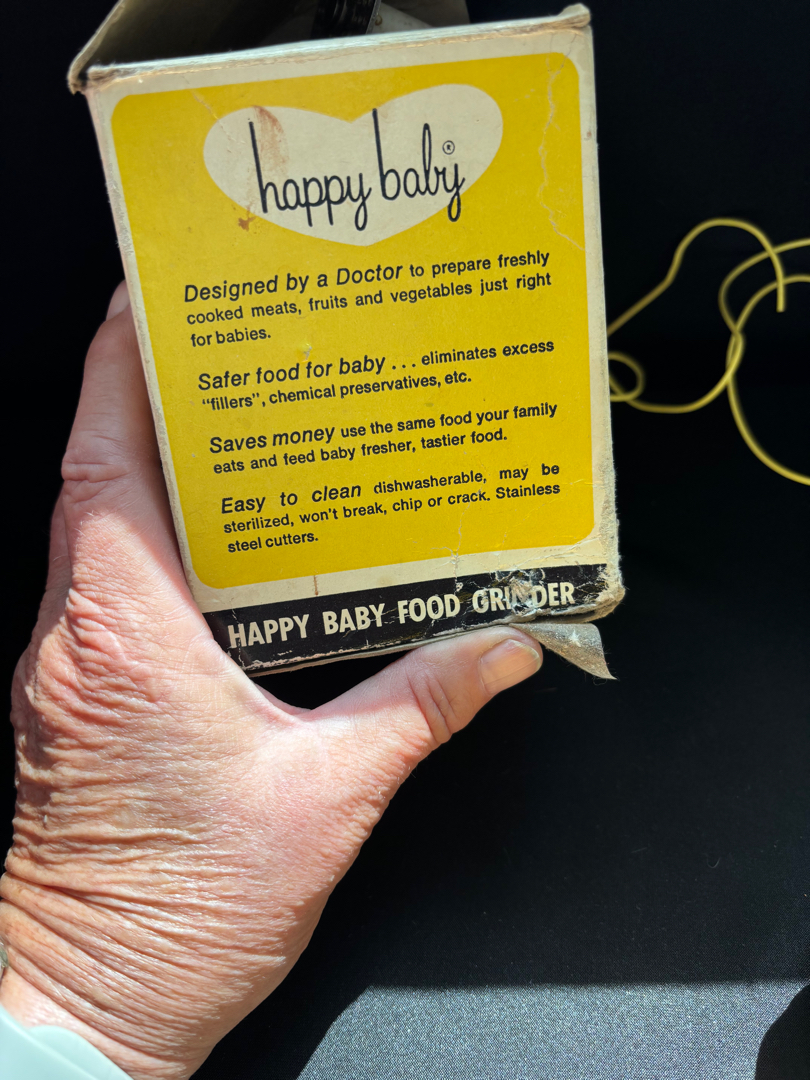 happy baby®
Designed by a Doctor to prepare freshly
cooked meats, fruits and vegetables just right
for babies.
Safer food for baby . . . eliminates excess
"fillers", chemical preservatives, etc.
Saves money use the same food your family
eats and feed baby fresher, tastier food.
Easy to clean dishwasherable, may be
sterilized, won't break, chip or crack. Stainless
steel cutters.
HAPPY BABY FOOD GRINDER